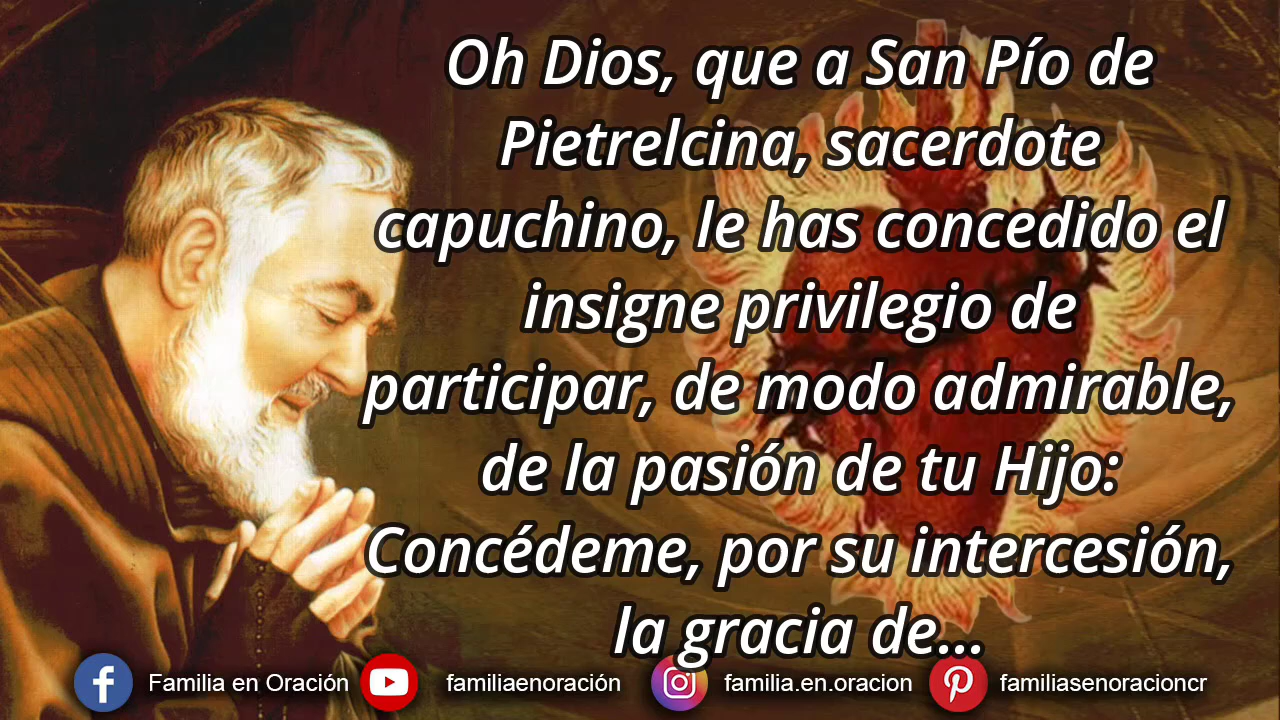 Oh Dios, que a San Pío de
Pietrelcina, sacerdote
capuchino, le has concedido el
insigne privilegio de
participar, de modo admirable,
de la pasión de tu Hijo:
Concédeme, por su intercesión,
la gracia de...
Familia en Oración familiaenoración familia.en.oracion familiasenoracioncr